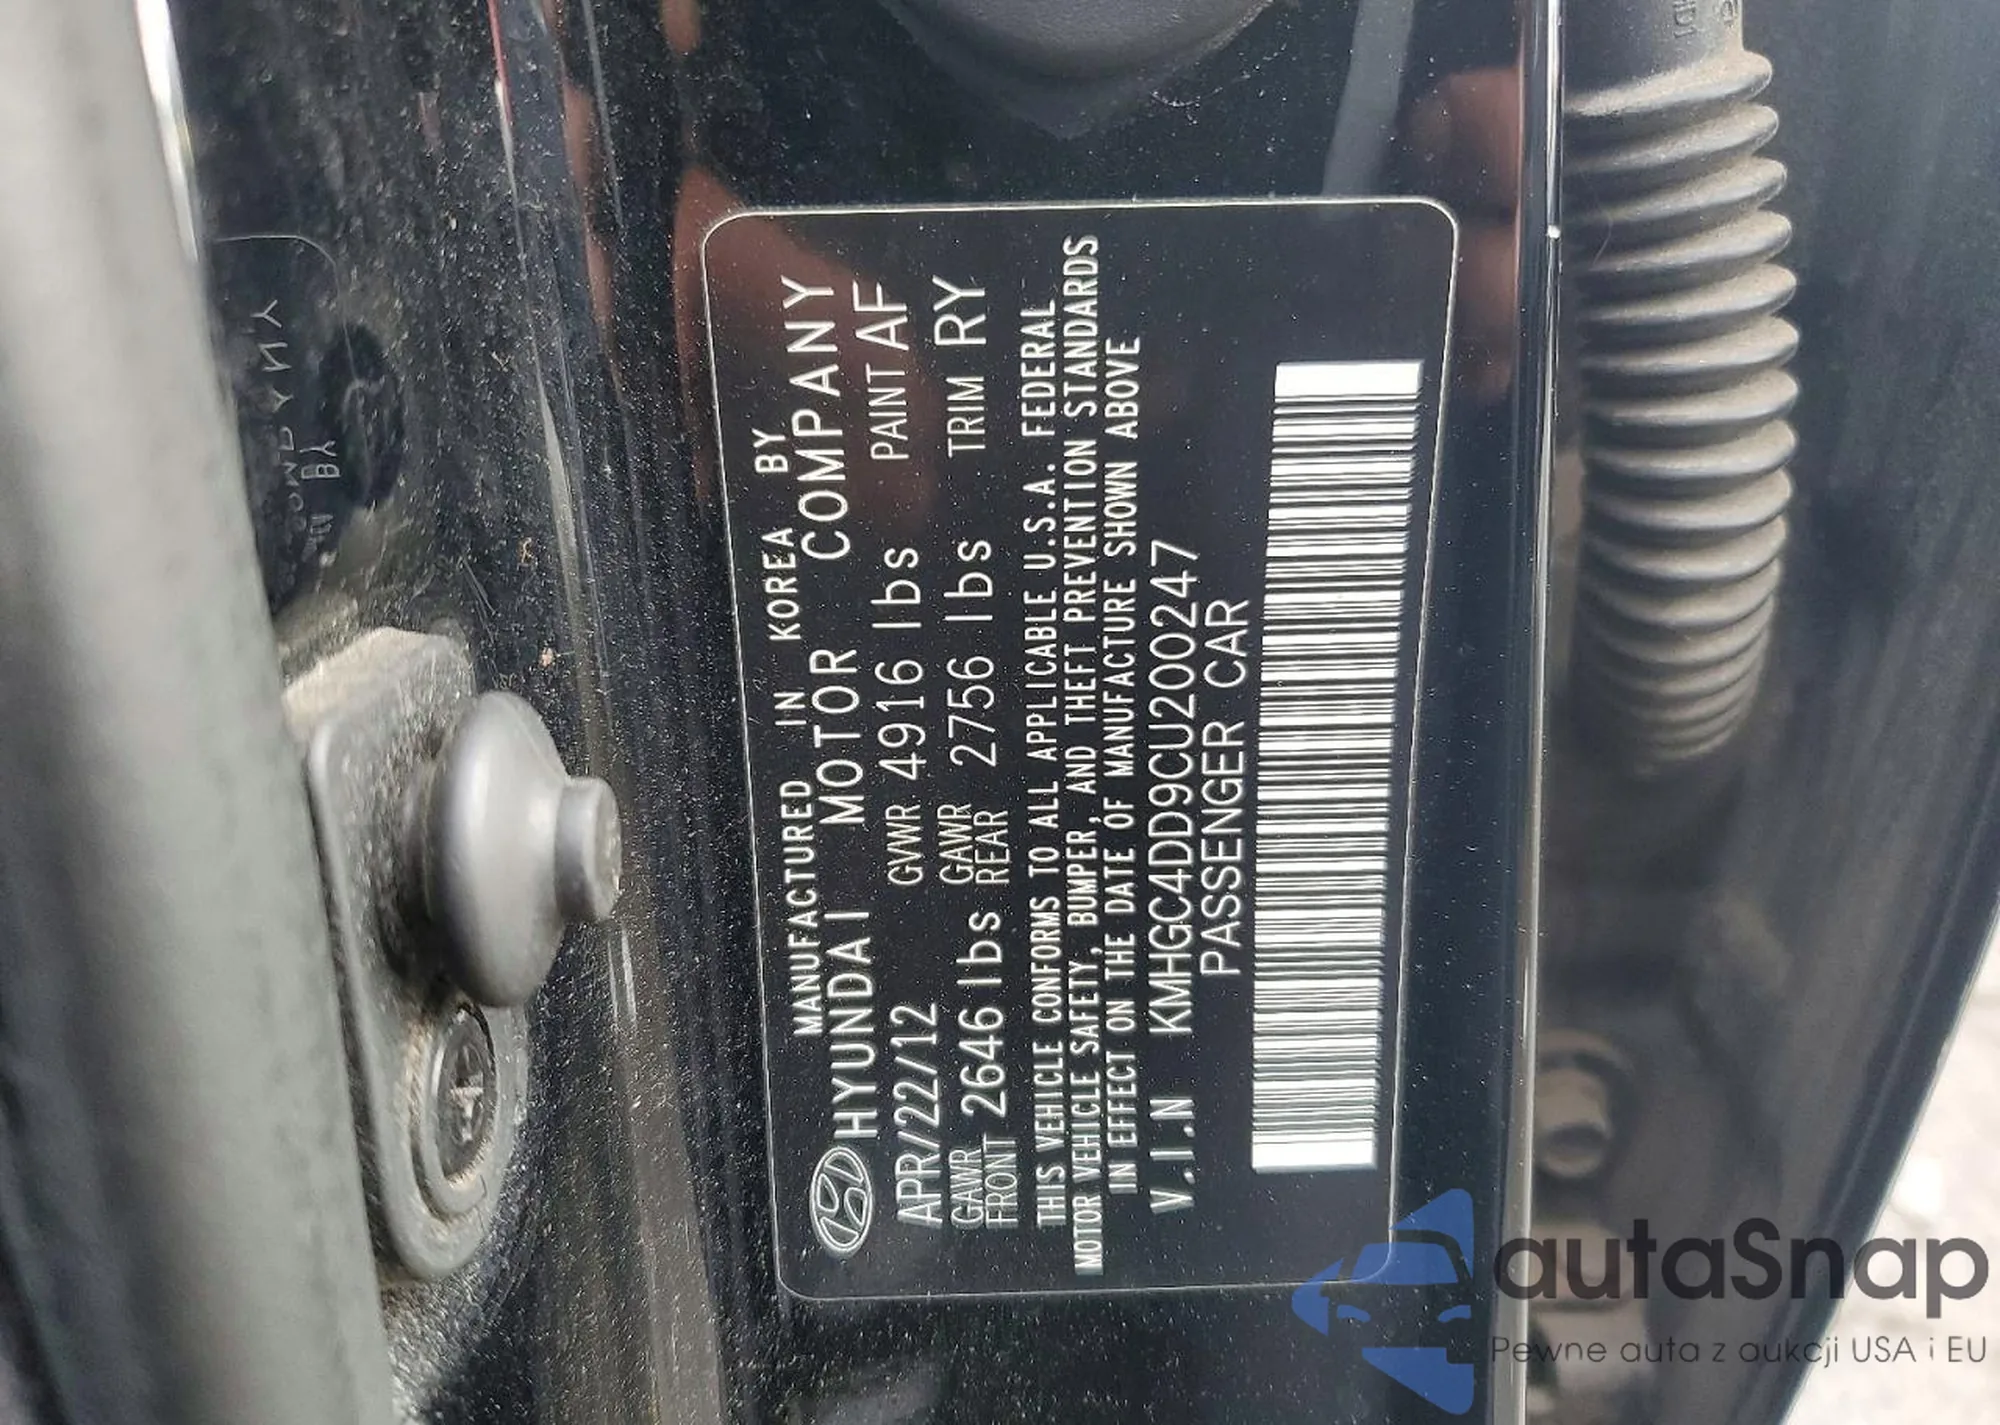 MANUFACTURED IN KOREA BY
HYUNDAI MOTOR COMPANY
APR/22/12 GVWR 4916 lbs PAINT AF
GAWR FRONT 2646 lbs GAWR REAR 2756 lbs TRIM RY
THIS VEHICLE CONFORMS TO ALL APPLICABLE U.S.A. FEDERAL
MOTOR VEHICLE SAFETY, BUMPER, AND THEFT PREVENTION STANDARDS
IN EFFECT ON THE DATE OF MANUFACTURE SHOWN ABOVE
V.I.N KMHGC4DD9CU200247
PASSENGER CAR
autaSnap
Pewne auta z aukcji USA i EU